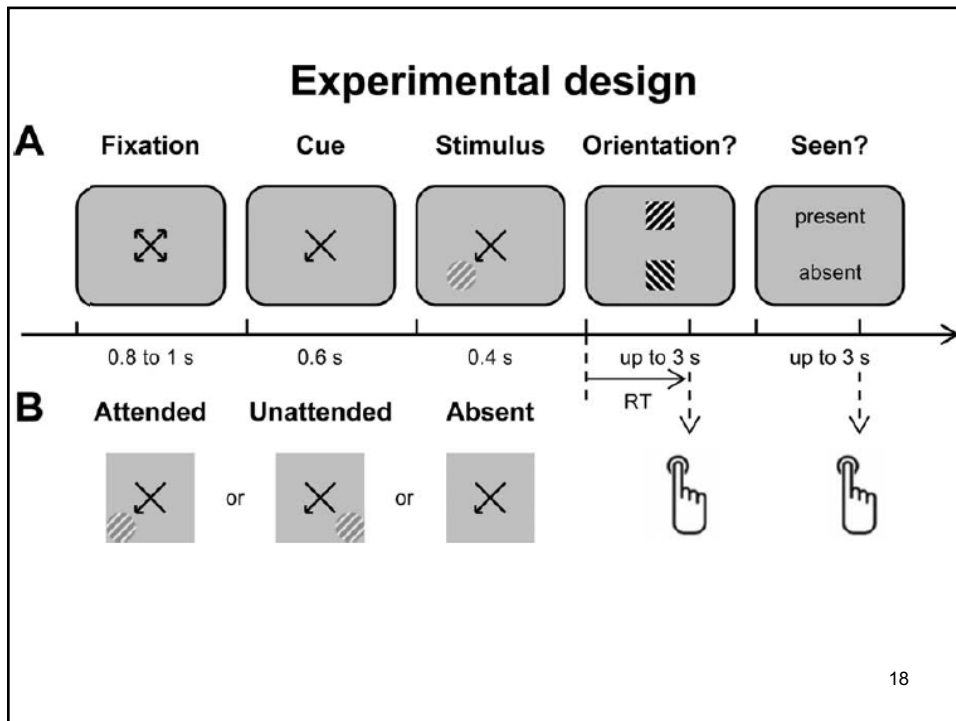 Experimental design
A Fixation Cue Stimulus Orientation? Seen?
present
absent
0.8 to 1 s 0.6 s 0.4 s up to 3 s up to 3 s
RT
B Attended Unattended Absent
or or
18